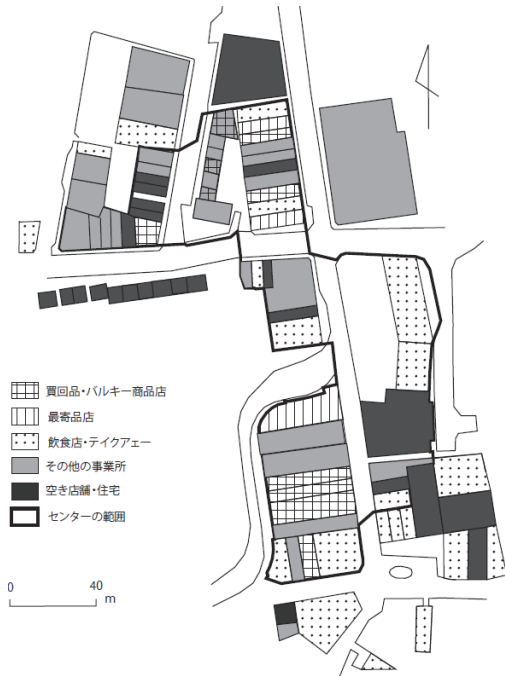 買回品・バルキー商品店
最寄品店
飲食店・テイクアェー
その他の事業所
空き店舗・住宅
センターの範囲
0 40
m